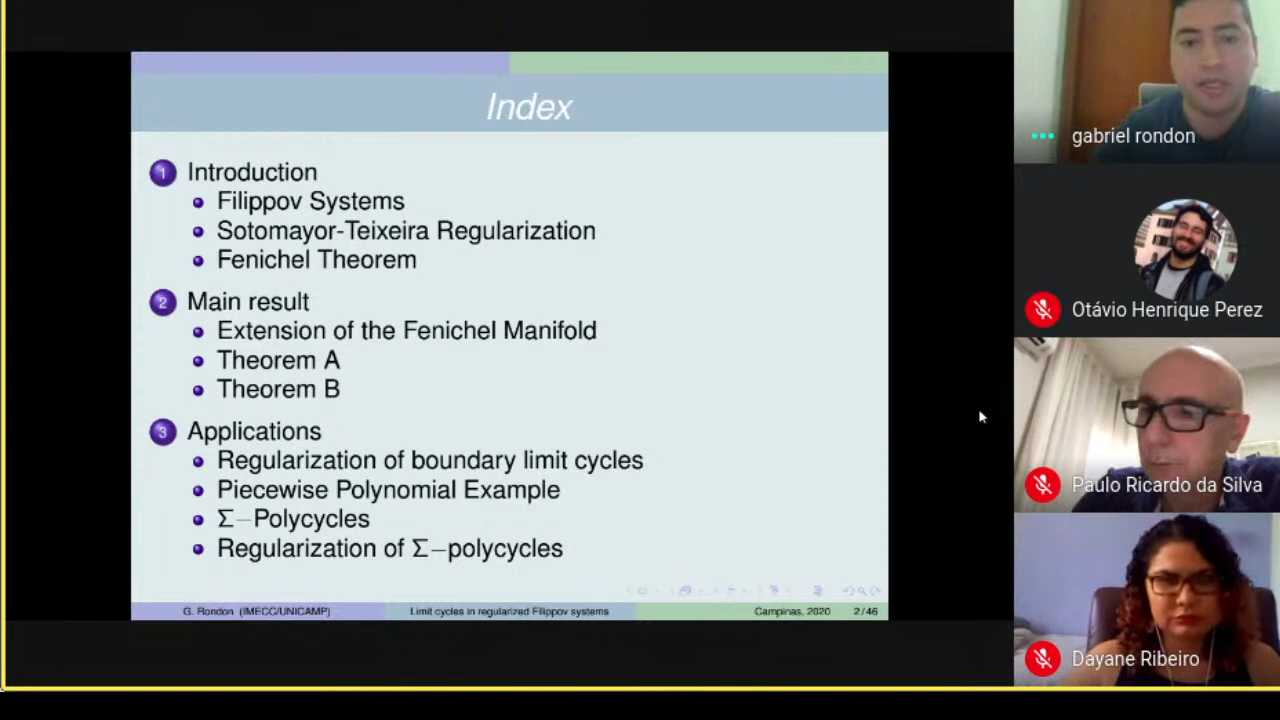 Index
1 Introduction
Filippov Systems
Sotomayor-Teixeira Regularization
Fenichel Theorem
2 Main result
Extension of the Fenichel Manifold
Theorem A
Theorem B
3 Applications
Regularization of boundary limit cycles
Piecewise Polynomial Example
Σ−Polycycles
Regularization of Σ−polycycles
G. Rondon (IMECC/UNICAMP) Limit cycles in regularized Filippov systems Campinas, 2020 2 / 46
gabriel rondon
Otávio Henrique Perez
Paulo Ricardo da Silva
Dayane Ribeiro